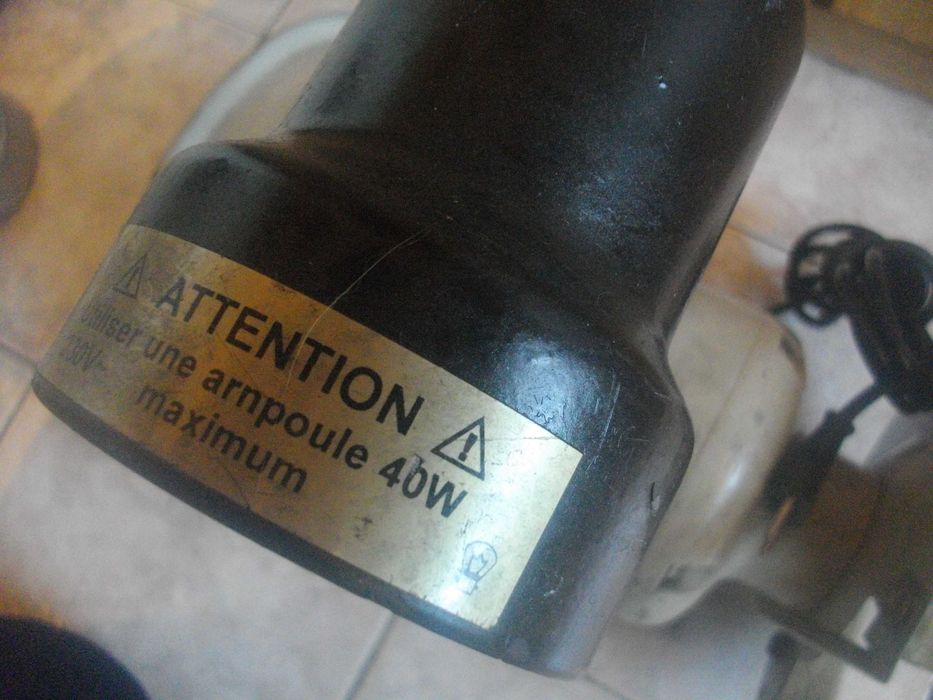 ATTENTION
Utiliser une arnpoule 40W
230V~ maximum